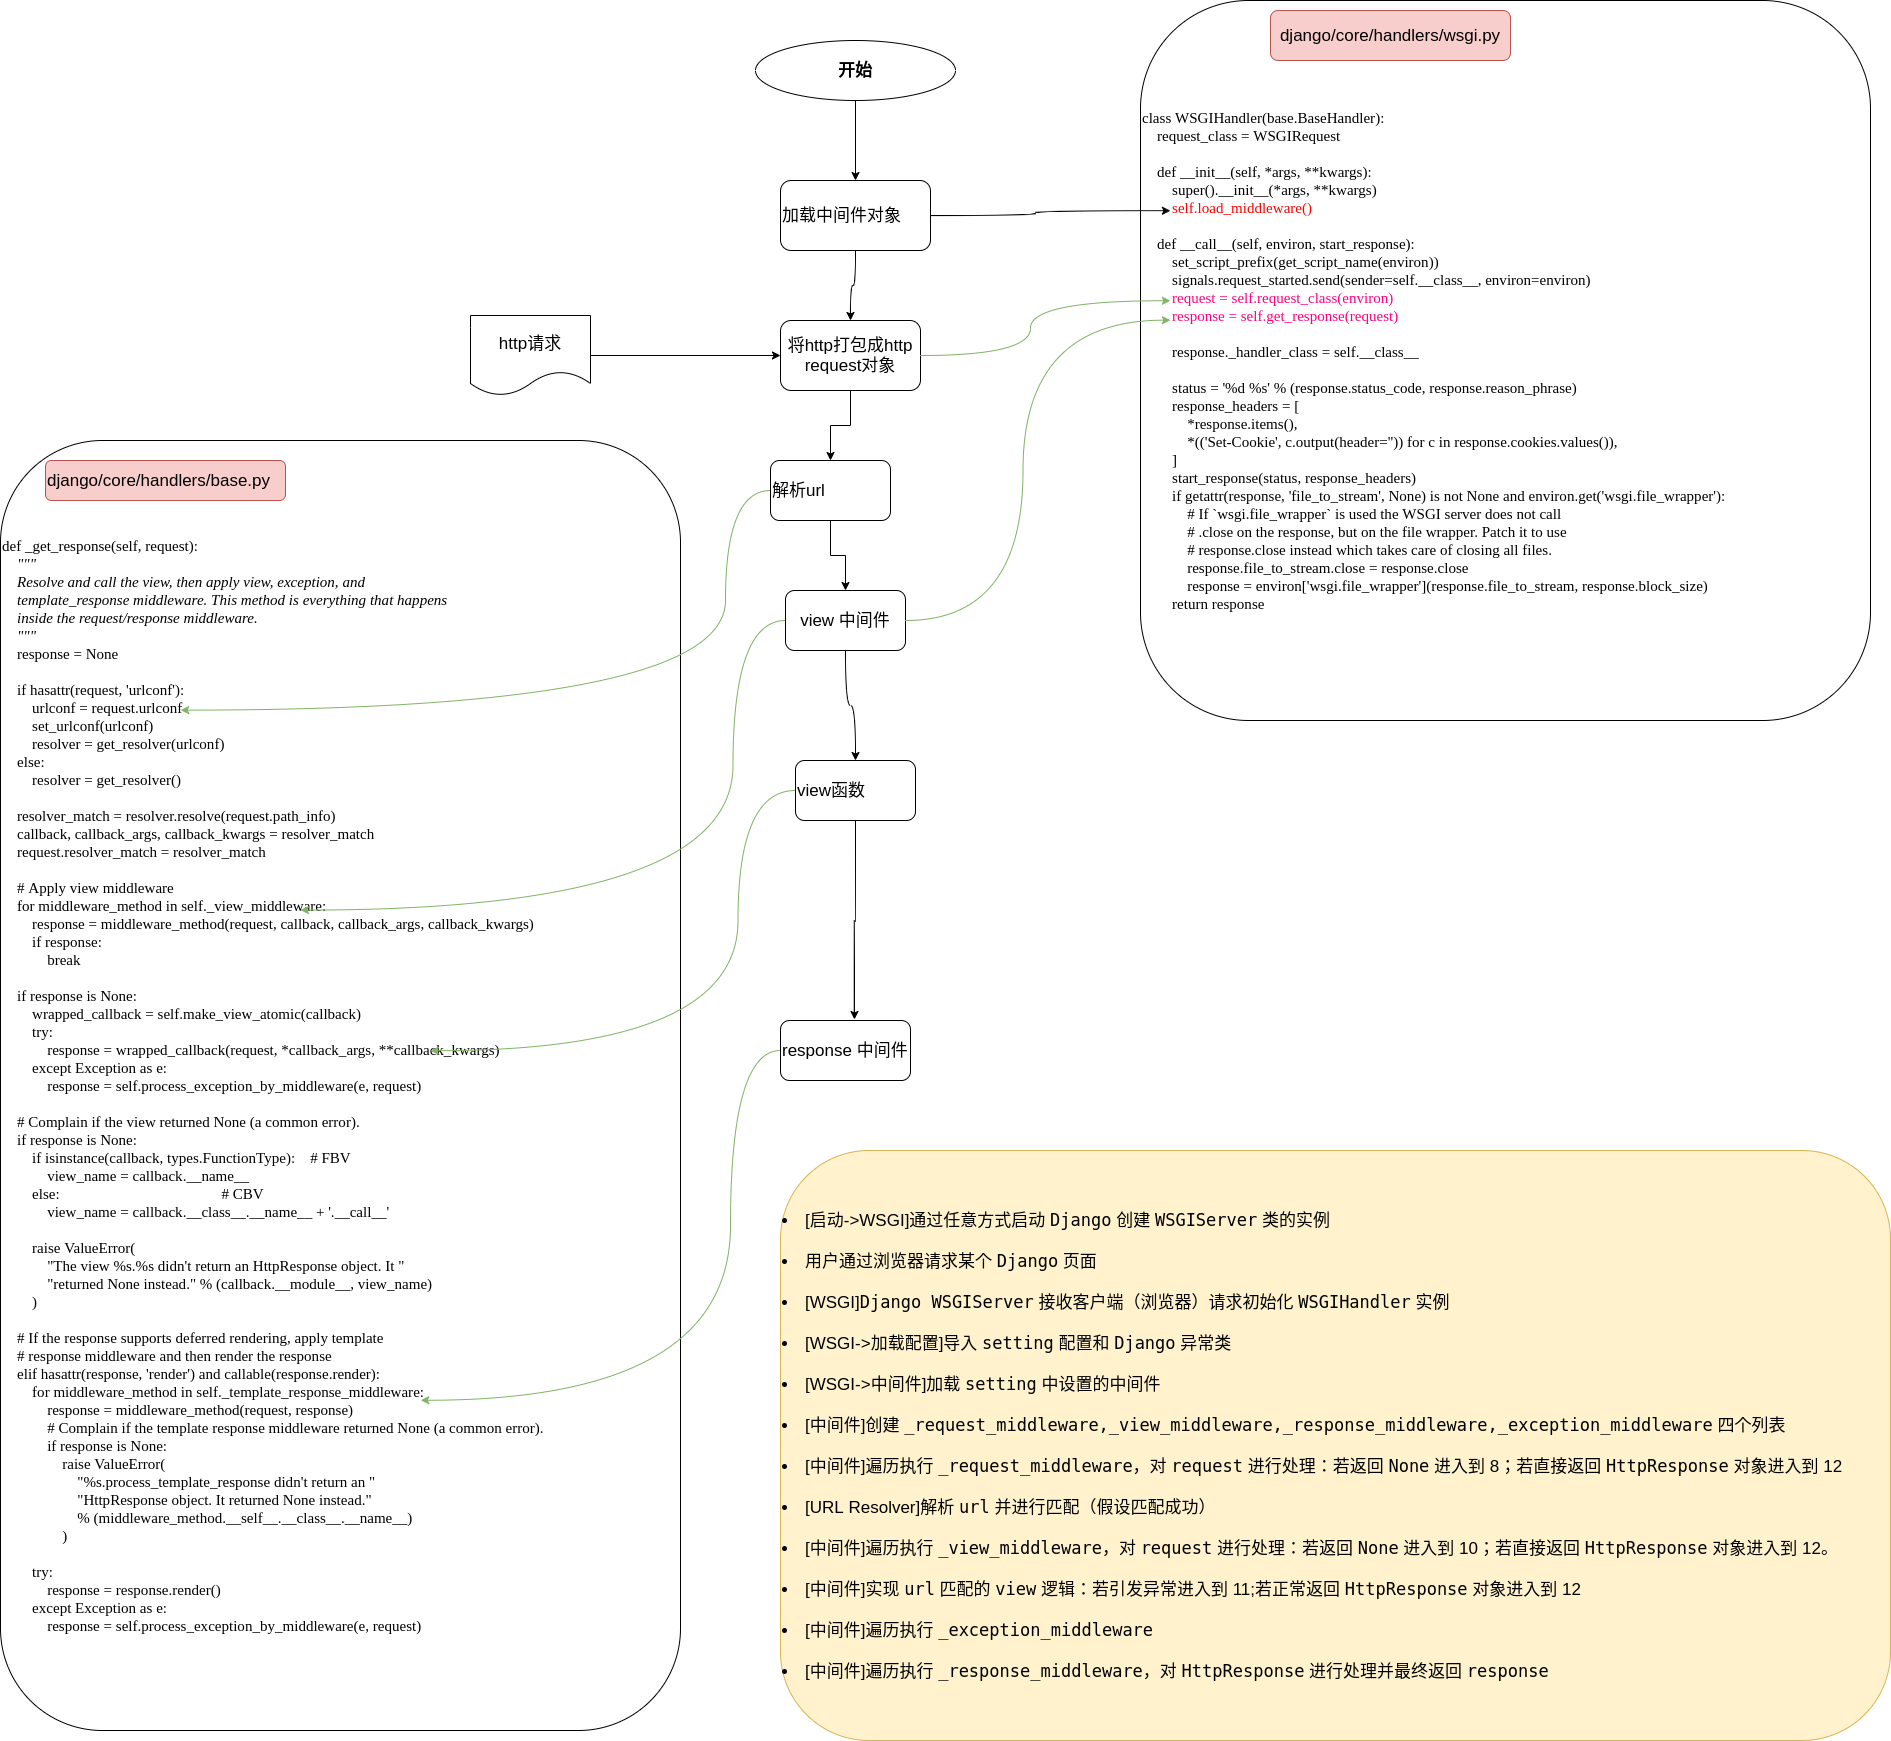 开始
加载中间件对象
http请求
将http打包成http
request对象
解析url
view 中间件
view函数
response 中间件
django/core/handlers/wsgi.py
class WSGIHandler(base.BaseHandler):
    request_class = WSGIRequest
    def __init__(self, *args, **kwargs):
        super().__init__(*args, **kwargs)
        self.load_middleware()
    def __call__(self, environ, start_response):
        set_script_prefix(get_script_name(environ))
        signals.request_started.send(sender=self.__class__, environ=environ)
        request = self.request_class(environ)
        response = self.get_response(request)
        response._handler_class = self.__class__
        status = '%d %s' % (response.status_code, response.reason_phrase)
        response_headers = [
            *response.items(),
            *(('Set-Cookie', c.output(header='')) for c in response.cookies.values()),
        ]
        start_response(status, response_headers)
        if getattr(response, 'file_to_stream', None) is not None and environ.get('wsgi.file_wrapper'):
            # If `wsgi.file_wrapper` is used the WSGI server does not call
            # .close on the response, but on the file wrapper. Patch it to use
            # response.close instead which takes care of closing all files.
            response.file_to_stream.close = response.close
            response = environ['wsgi.file_wrapper'](response.file_to_stream, response.block_size)
        return response
django/core/handlers/base.py
def _get_response(self, request):
    """
    Resolve and call the view, then apply view, exception, and
    template_response middleware. This method is everything that happens
    inside the request/response middleware.
    """
    response = None
    if hasattr(request, 'urlconf'):
        urlconf = request.urlconf
        set_urlconf(urlconf)
        resolver = get_resolver(urlconf)
    else:
        resolver = get_resolver()
    resolver_match = resolver.resolve(request.path_info)
    callback, callback_args, callback_kwargs = resolver_match
    request.resolver_match = resolver_match
    # Apply view middleware
    for middleware_method in self._view_middleware:
        response = middleware_method(request, callback, callback_args, callback_kwargs)
        if response:
            break
    if response is None:
        wrapped_callback = self.make_view_atomic(callback)
        try:
            response = wrapped_callback(request, *callback_args, **callback_kwargs)
        except Exception as e:
            response = self.process_exception_by_middleware(e, request)
    # Complain if the view returned None (a common error).
    if response is None:
        if isinstance(callback, types.FunctionType):    # FBV
            view_name = callback.__name__
        else:                                           # CBV
            view_name = callback.__class__.__name__ + '.__call__'
        raise ValueError(
            "The view %s.%s didn't return an HttpResponse object. It "
            "returned None instead." % (callback.__module__, view_name)
        )
    # If the response supports deferred rendering, apply template
    # response middleware and then render the response
    elif hasattr(response, 'render') and callable(response.render):
        for middleware_method in self._template_response_middleware:
            response = middleware_method(request, response)
            # Complain if the template response middleware returned None (a common error).
            if response is None:
                raise ValueError(
                    "%s.process_template_response didn't return an "
                    "HttpResponse object. It returned None instead."
                    % (middleware_method.__self__.__class__.__name__)
                )
        try:
            response = response.render()
        except Exception as e:
            response = self.process_exception_by_middleware(e, request)
• [启动->WSGI]通过任意方式启动 Django 创建 WSGIServer 类的实例
• 用户通过浏览器请求某个 Django 页面
• [WSGI]Django WSGIServer 接收客户端（浏览器）请求初始化 WSGIHandler 实例
• [WSGI->加载配置]导入 setting 配置和 Django 异常类
• [WSGI->中间件]加载 setting 中设置的中间件
• [中间件]创建 _request_middleware,_view_middleware,_response_middleware,_exception_middleware 四个列表
• [中间件]遍历执行 _request_middleware，对 request 进行处理：若返回 None 进入到 8；若直接返回 HttpResponse 对象进入到 12
• [URL Resolver]解析 url 并进行匹配（假设匹配成功）
• [中间件]遍历执行 _view_middleware，对 request 进行处理：若返回 None 进入到 10；若直接返回 HttpResponse 对象进入到 12。
• [中间件]实现 url 匹配的 view 逻辑：若引发异常进入到 11;若正常返回 HttpResponse 对象进入到 12
• [中间件]遍历执行 _exception_middleware
• [中间件]遍历执行 _response_middleware，对 HttpResponse 进行处理并最终返回 response